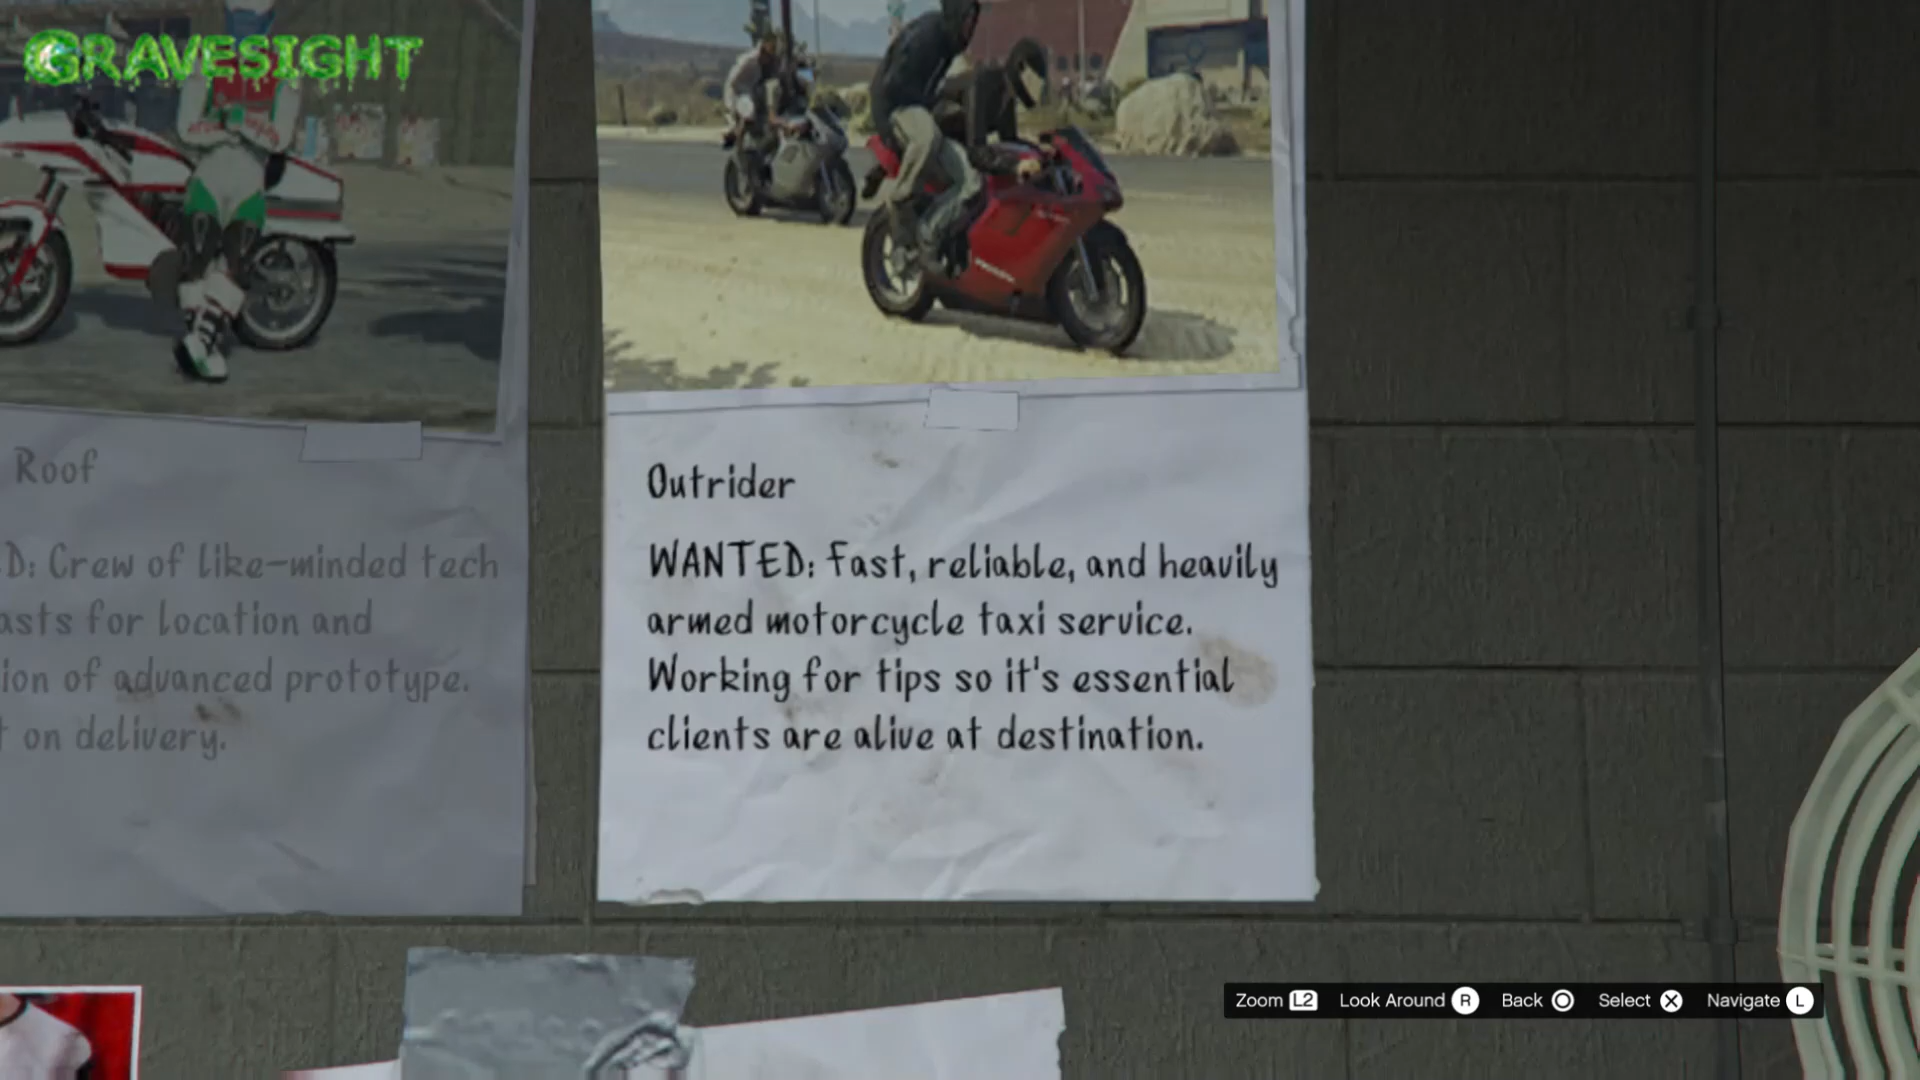 GRAVESIGHT
Roof
D: Crew of like-minded tech
asts for location and
ion of advanced prototype.
t on delivery.
Outrider
WANTED: Fast, reliable, and heavily
armed motorcycle taxi service.
Working for tips so it's essential
clients are alive at destination.
Zoom L2 Look Around R Back Select Navigate L